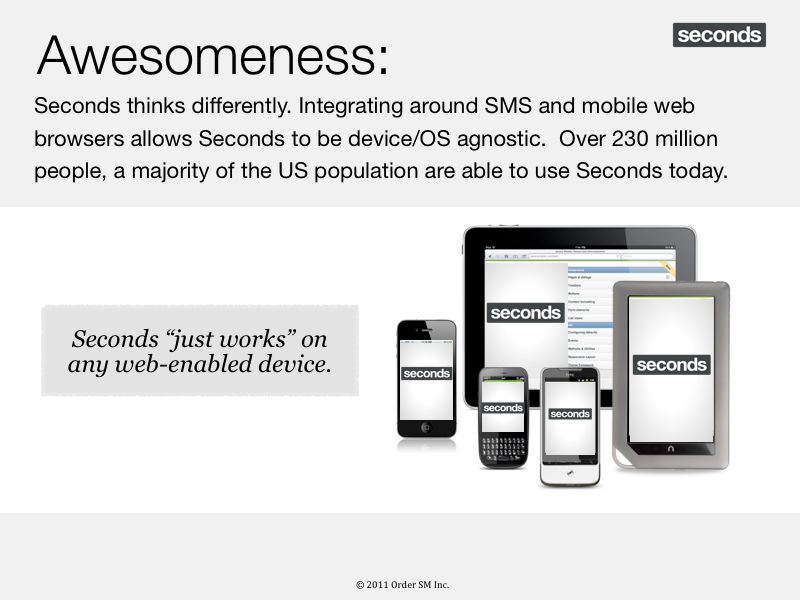 seconds
Awesomeness:
Seconds thinks differently. Integrating around SMS and mobile web
browsers allows Seconds to be device/OS agnostic.  Over 230 million
people, a majority of the US population are able to use Seconds today.
Seconds “just works” on
any web-enabled device.
seconds
seconds
seconds
seconds
seconds
© 2011 Order SM Inc.